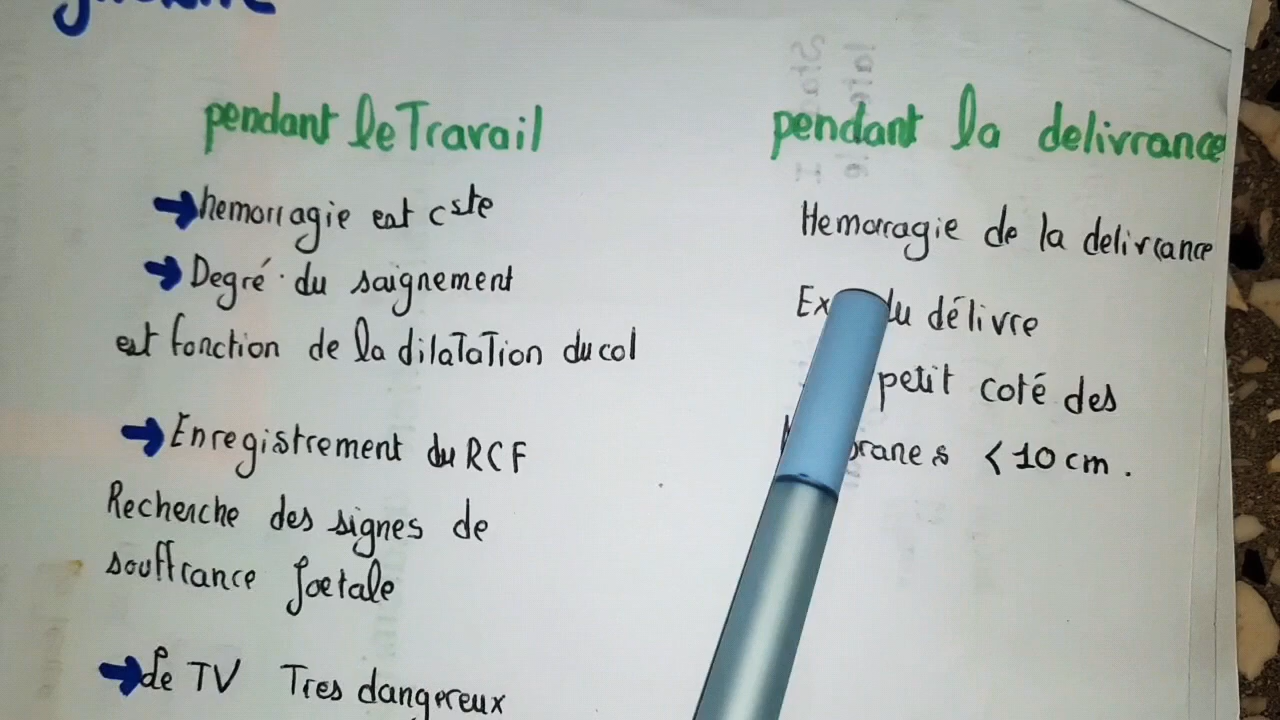 pendant le Travail
hemorragie est cste
Degré du saignement
est fonction de la dilatation du col
Enregistrement du RCF
Recherche des signes de
souffrance foetale
de TV Tres dangereux
pendant la delivrance
Hemorragie de la delivrance
du délivre
petit coté des
< 10 cm.